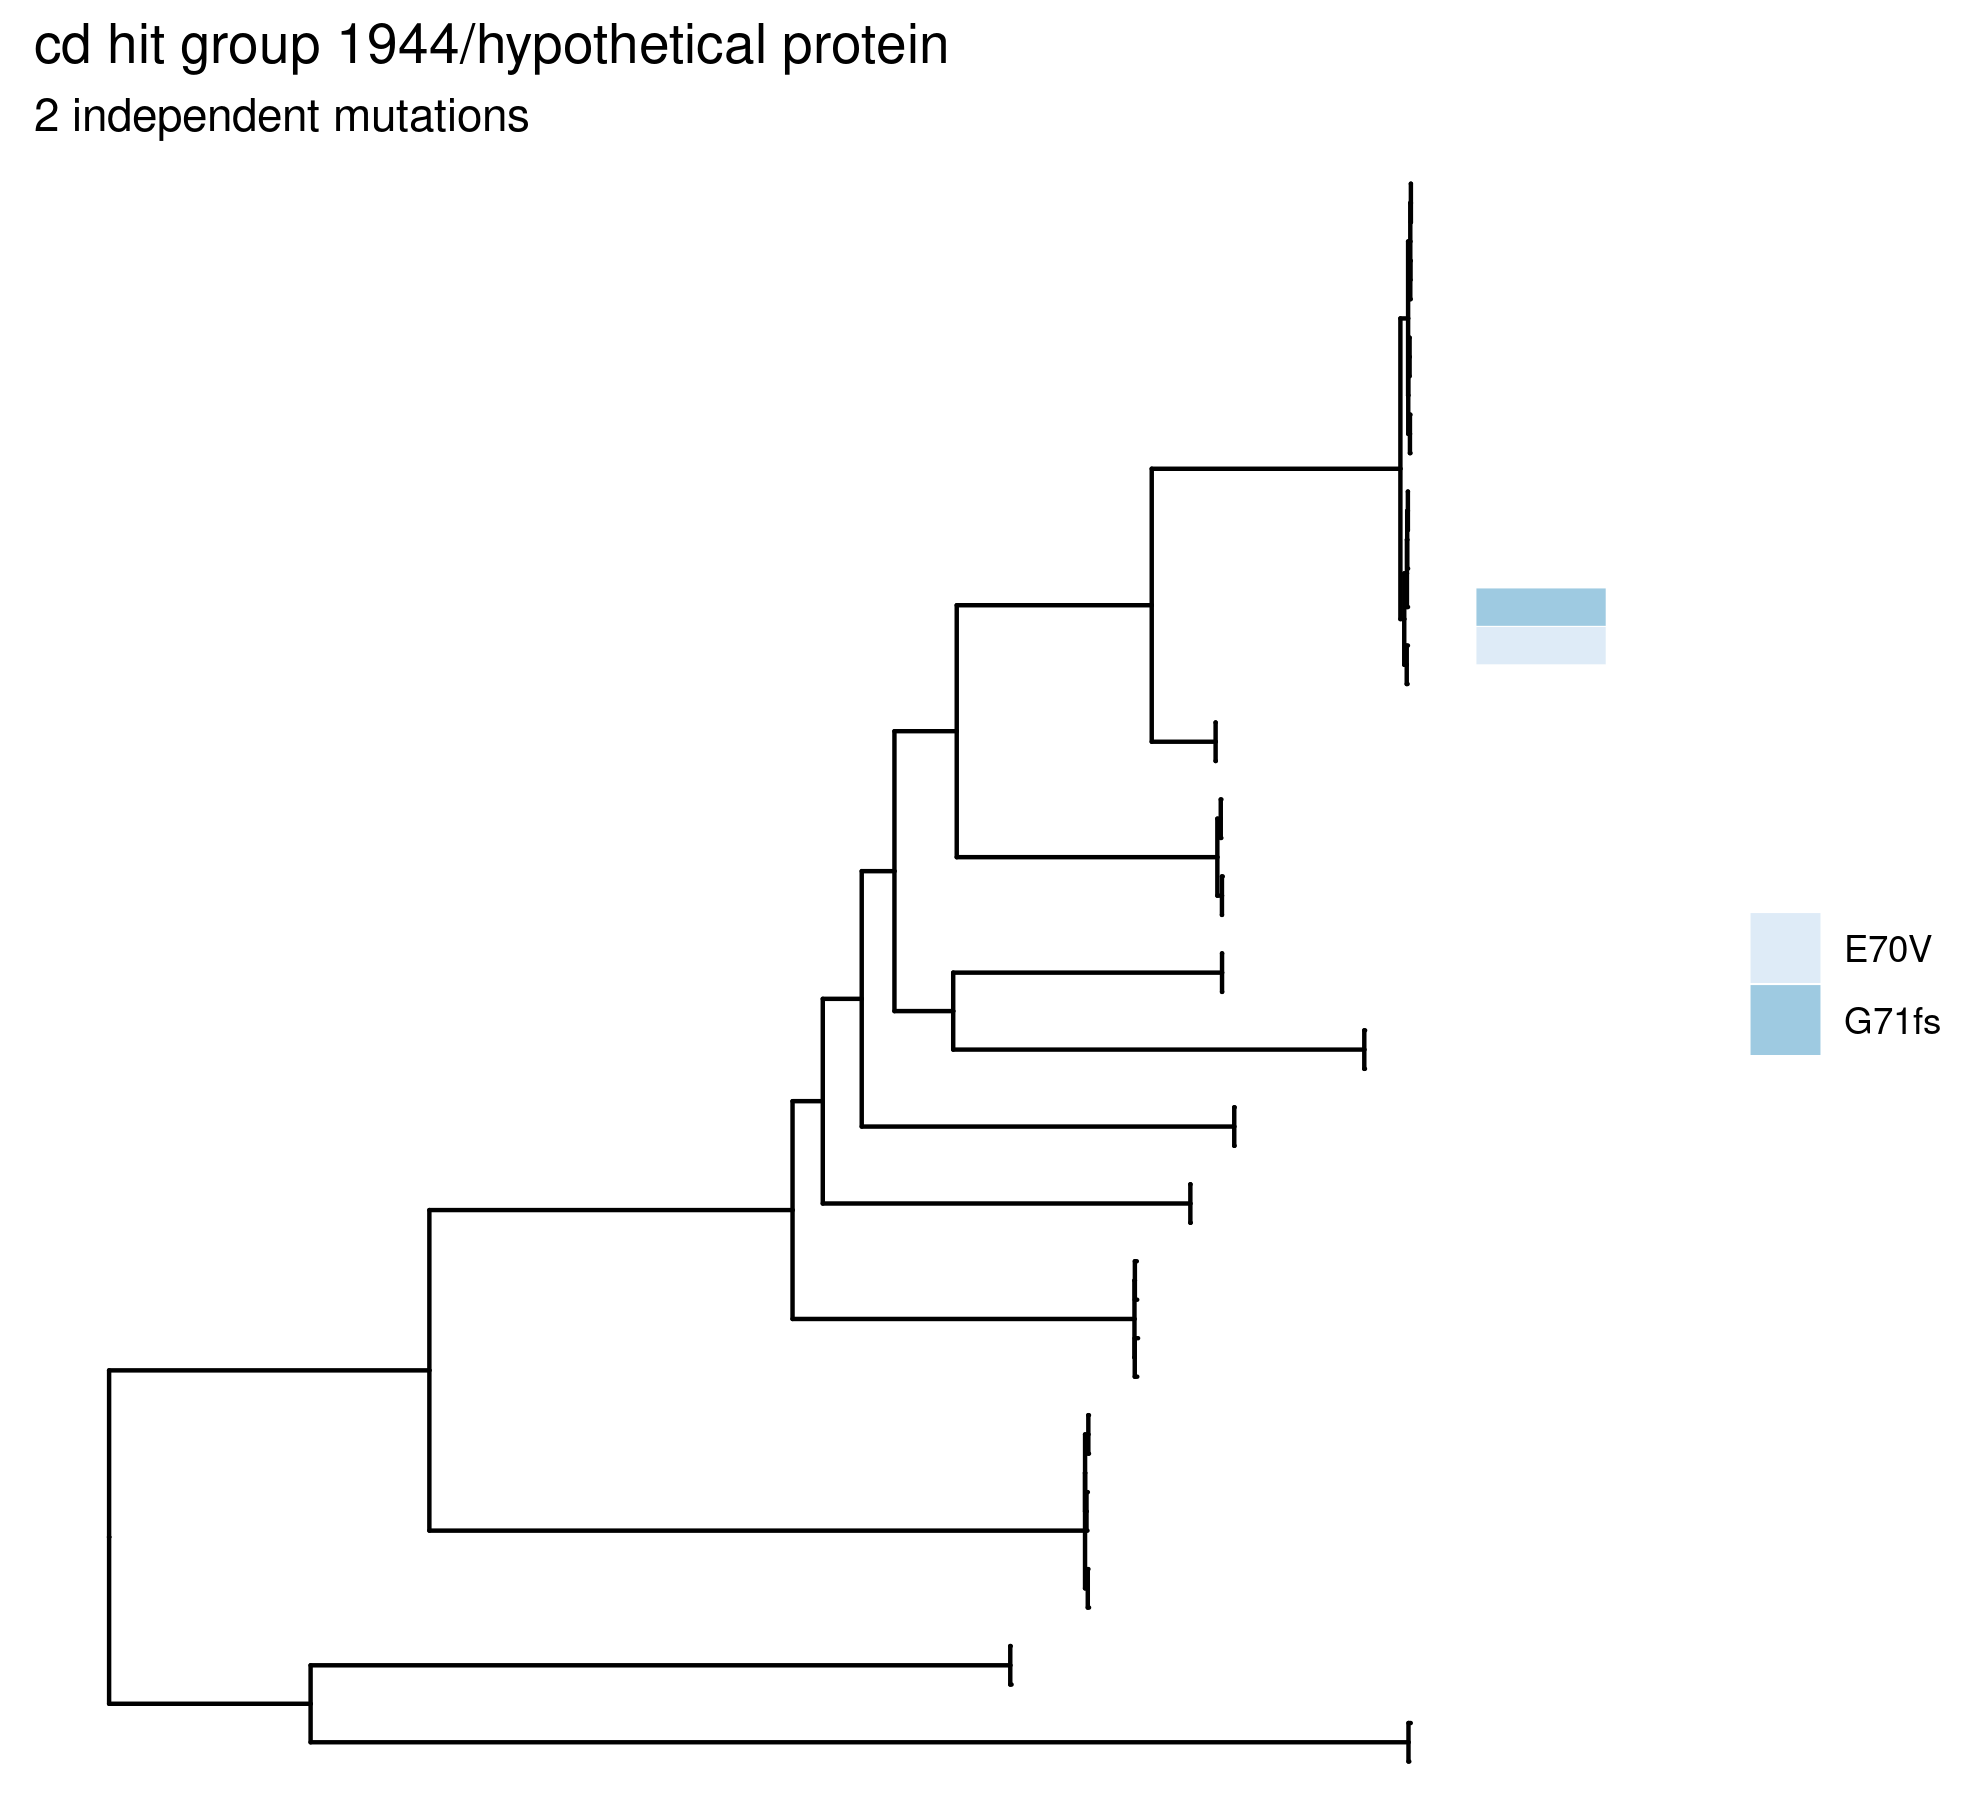 cd hit group 1944/hypothetical protein
2 independent mutations
E70V
G71fs